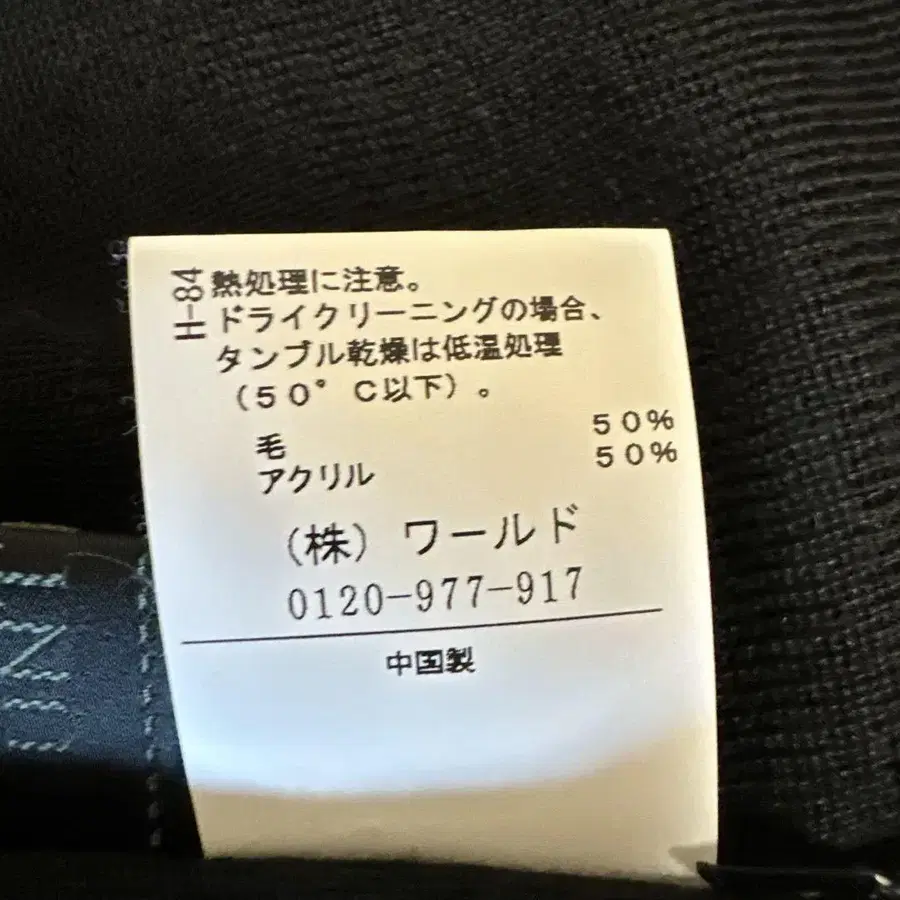 H-84
熱処理に注意。
ドライクリーニングの場合、
タンブル乾燥は低温処理
（５０°Ｃ以下）。
毛 ５０％
アクリル ５０％
（株）ワールド
0120-977-917
中国製